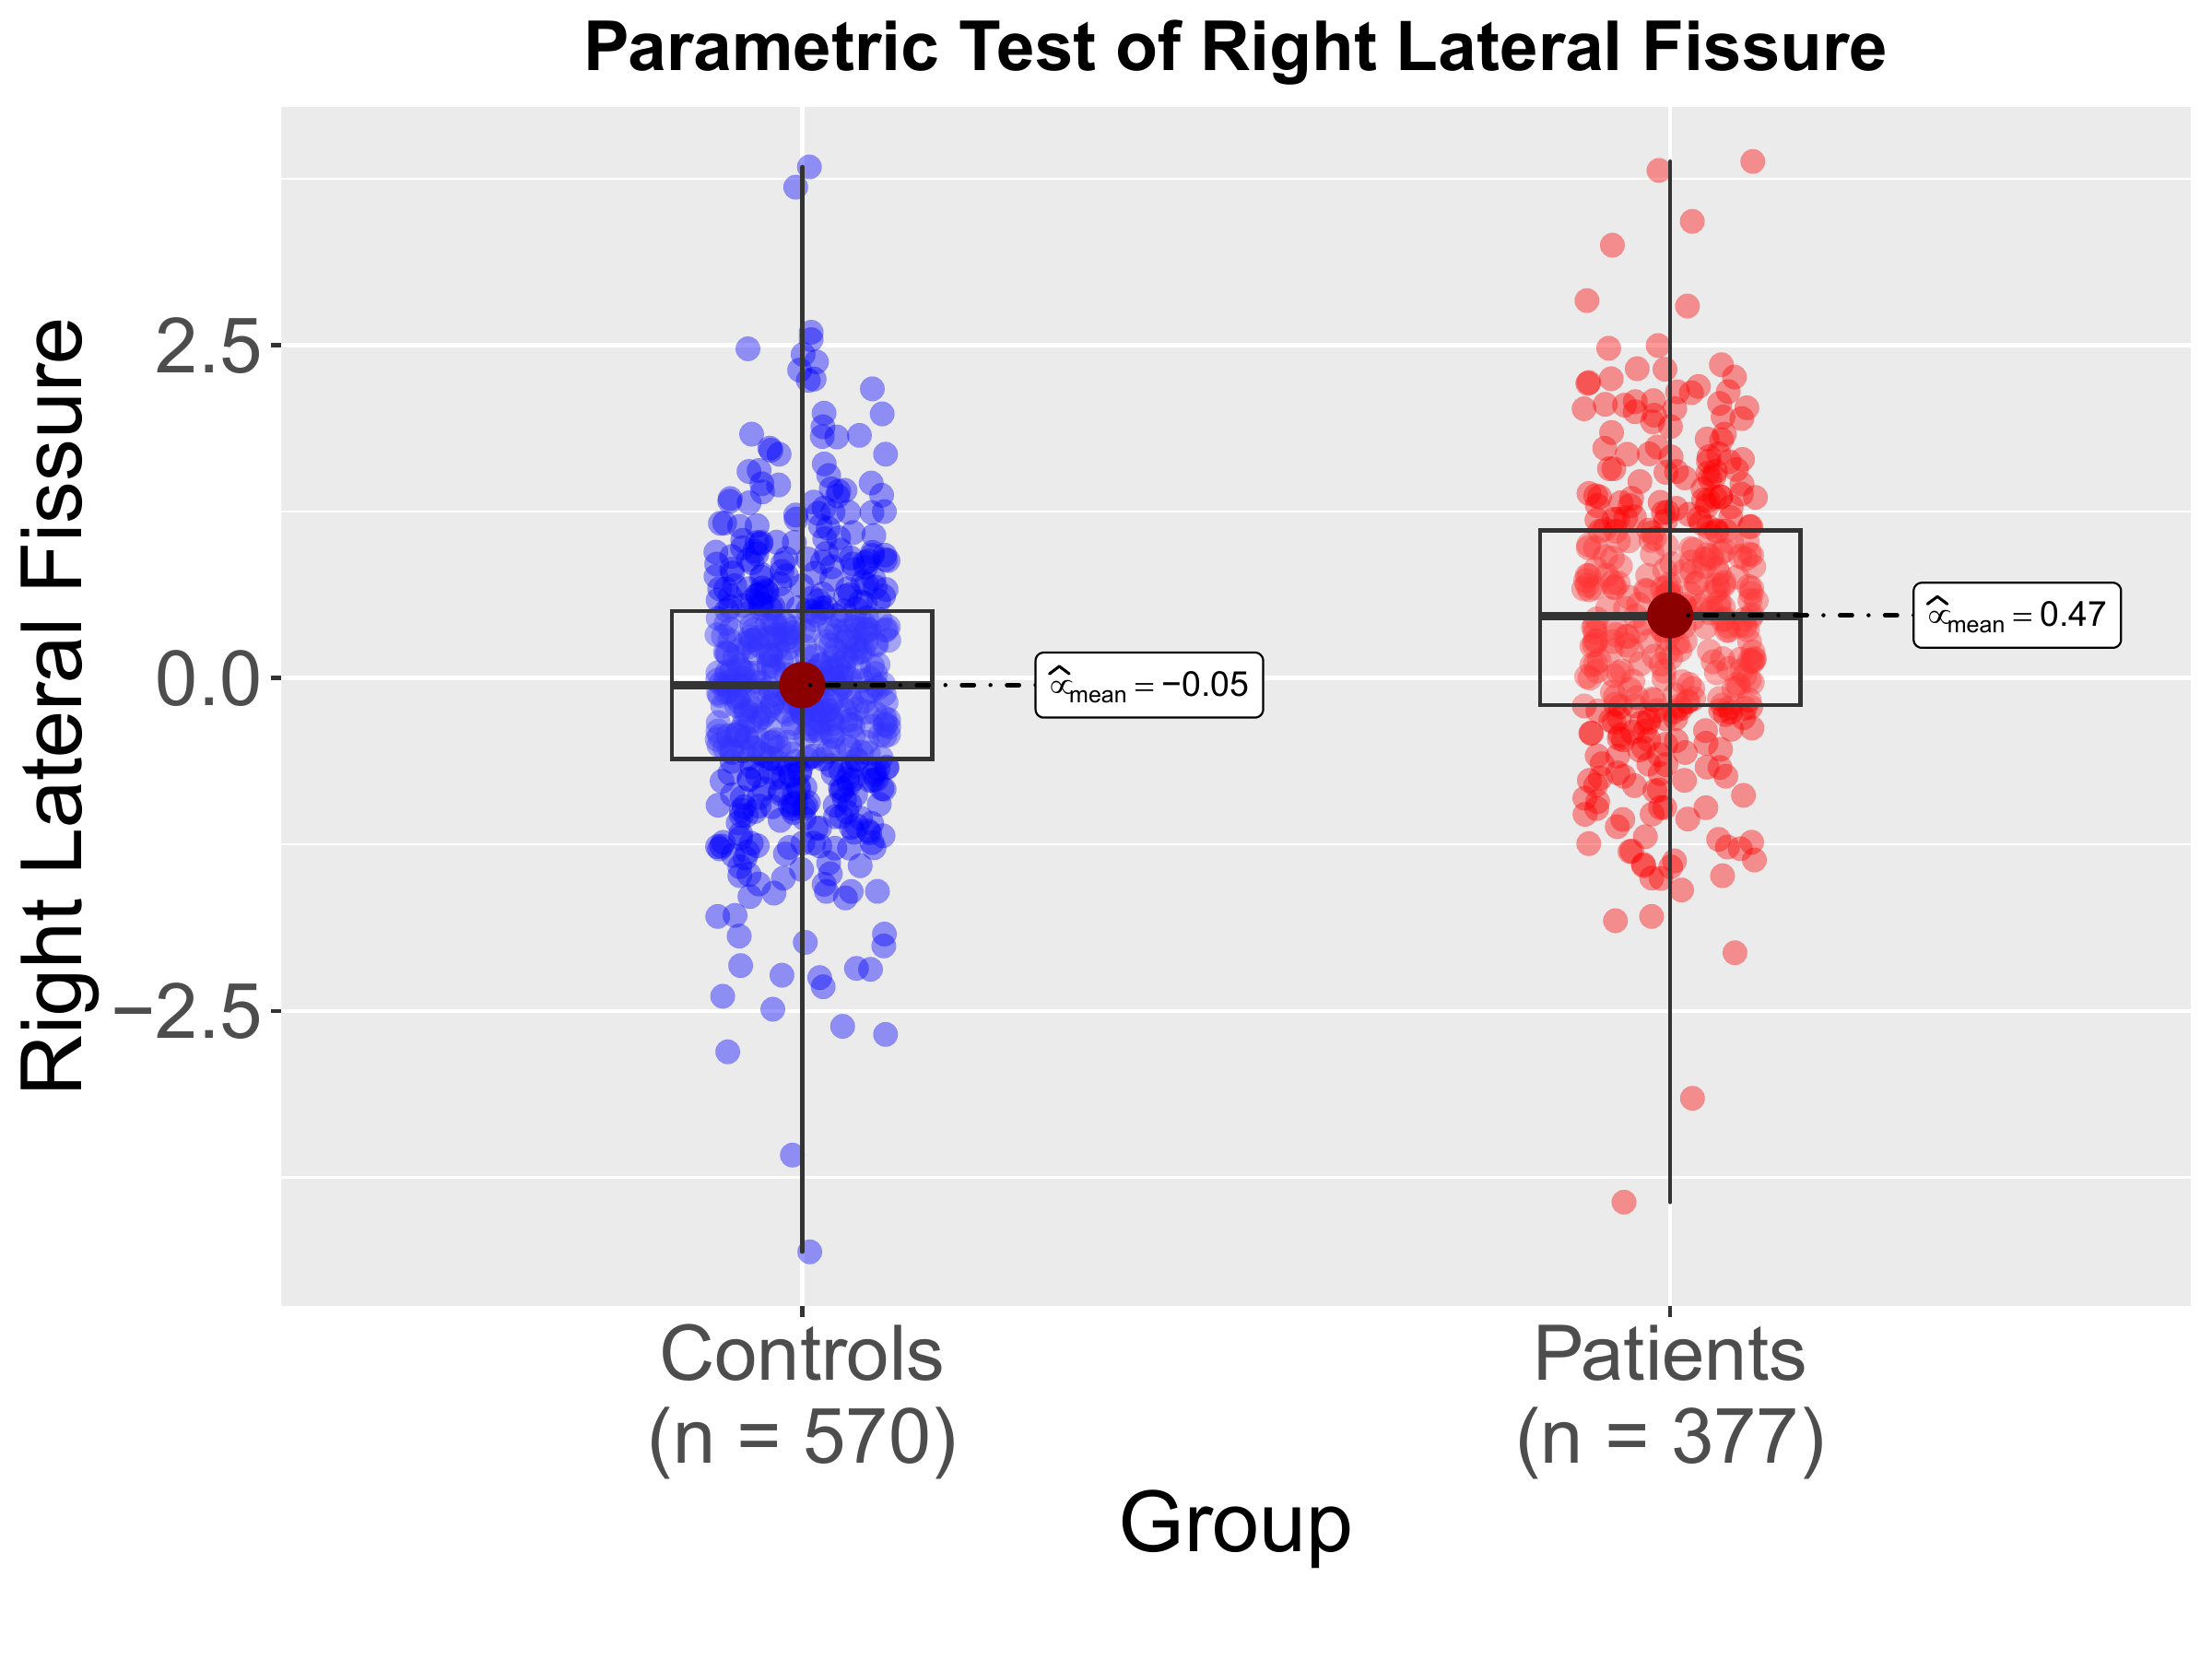 Parametric Test of Right Lateral Fissure
Right Lateral Fissure
2.5
0.0
−2.5
∝̂mean = −0.05
∝̂mean = 0.47
Controls
(n = 570)
Patients
(n = 377)
Group